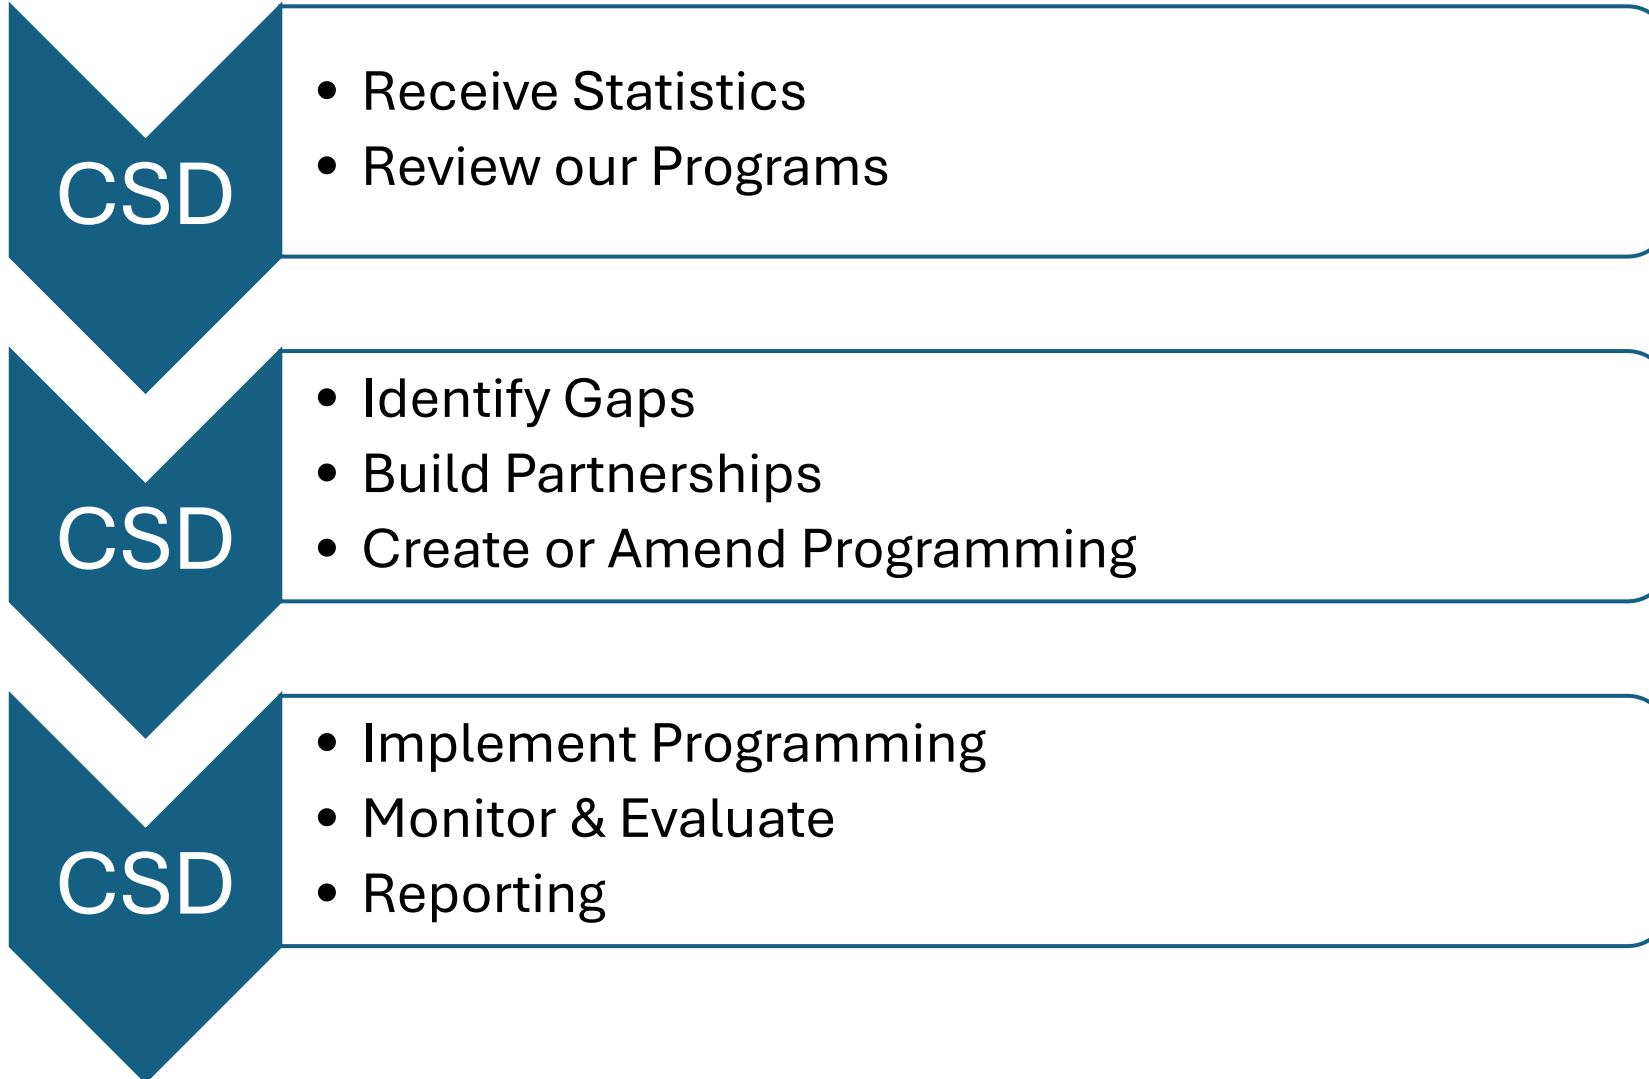 CSD
• Receive Statistics
• Review our Programs
CSD
• Identify Gaps
• Build Partnerships
• Create or Amend Programming
CSD
• Implement Programming
• Monitor & Evaluate
• Reporting